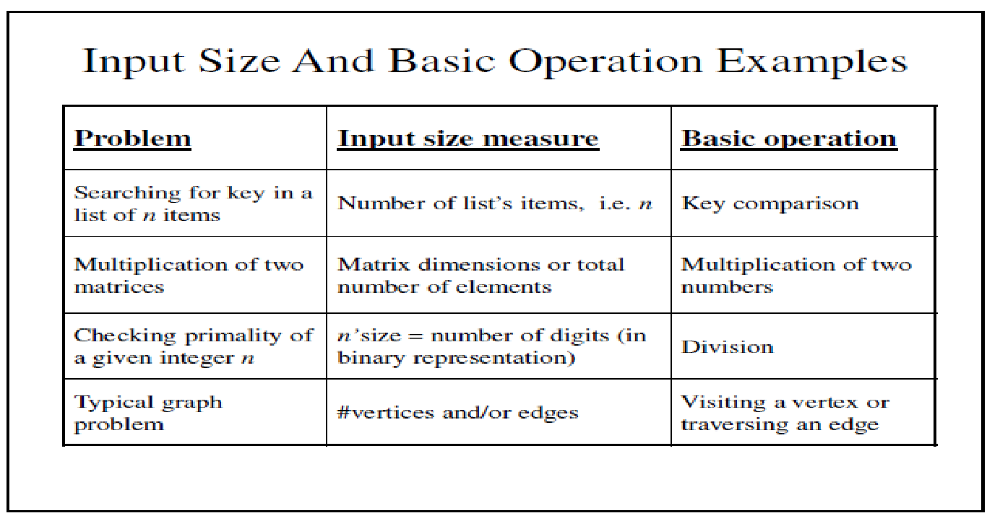 Input Size And Basic Operation Examples
Problem
Input size measure
Basic operation
Searching for key in a
list of n items
Number of list's items, i.e. n
Key comparison
Multiplication of two
matrices
Matrix dimensions or total
number of elements
Multiplication of two
numbers
Checking primality of
a given integer n
n'size = number of digits (in
binary representation)
Division
Typical graph
problem
#vertices and/or edges
Visiting a vertex or
traversing an edge